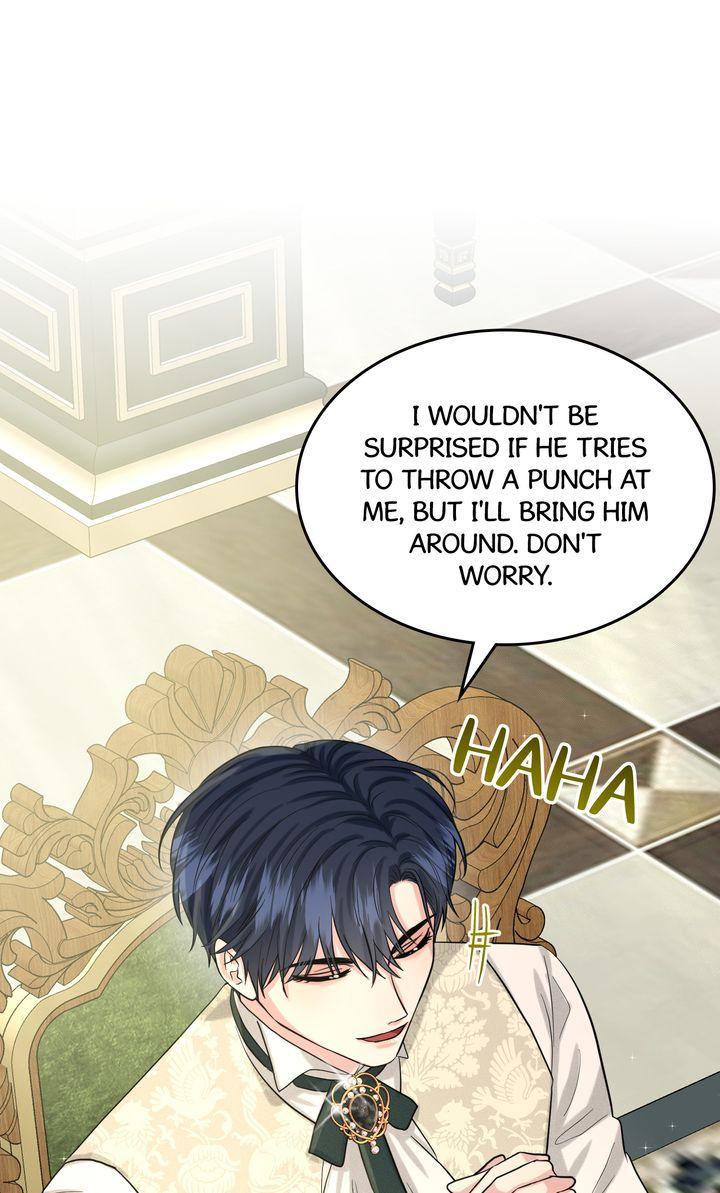 I WOULDN'T BE
SURPRISED IF HE TRIES
TO THROW A PUNCH AT
ME, BUT I'LL BRING HIM
AROUND. DON'T
WORRY.
HAHA